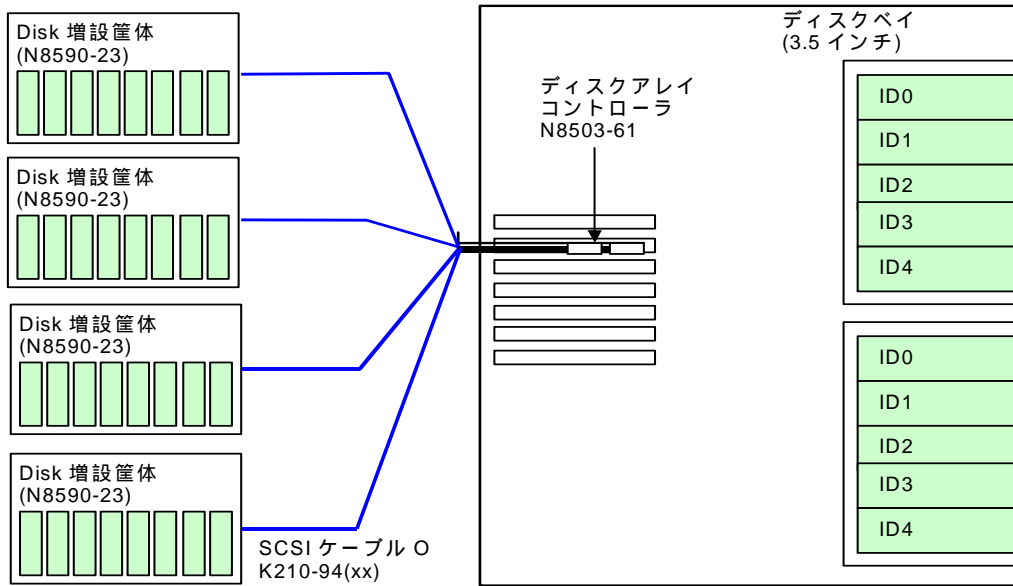 Disk 増設筐体
(N8590-23)
Disk 増設筐体
(N8590-23)
Disk 増設筐体
(N8590-23)
Disk 増設筐体
(N8590-23)
SCSI ケーブル O
K210-94(xx)
ディスクアレイ
コントローラ
N8503-61
ディスクベイ
(3.5 インチ)
ID0
ID1
ID2
ID3
ID4
ID0
ID1
ID2
ID3
ID4